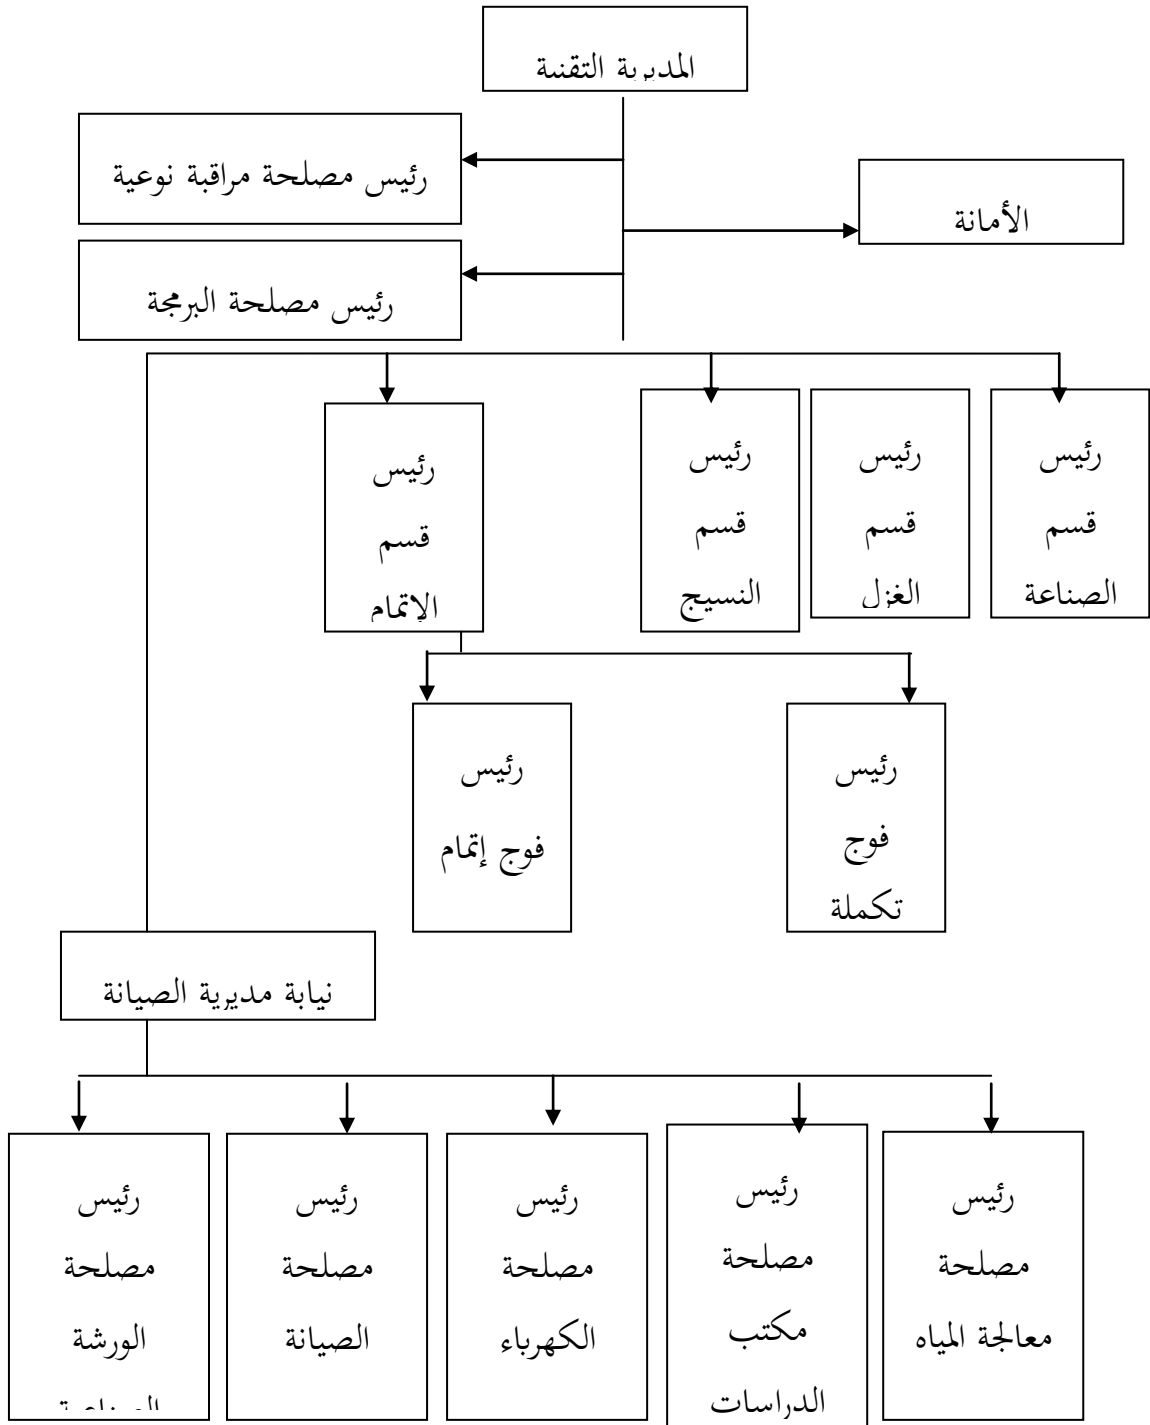 المديرية التقنية
رئيس مصلحة مراقبة نوعية
الأمانة
رئيس مصلحة البرمجة
رئيس
قسم
الصناعة
رئيس
قسم
الغزل
رئيس
قسم
النسيج
رئيس
قسم
الإتمام
رئيس
فوج
تكملة
رئيس
فوج إتمام
نيابة مديرية الصيانة
رئيس
مصلحة
معالجة المياه
رئيس
مصلحة
مكتب
الدراسات
رئيس
مصلحة
الكهرباء
رئيس
مصلحة
الصيانة
رئيس
مصلحة
الورشة